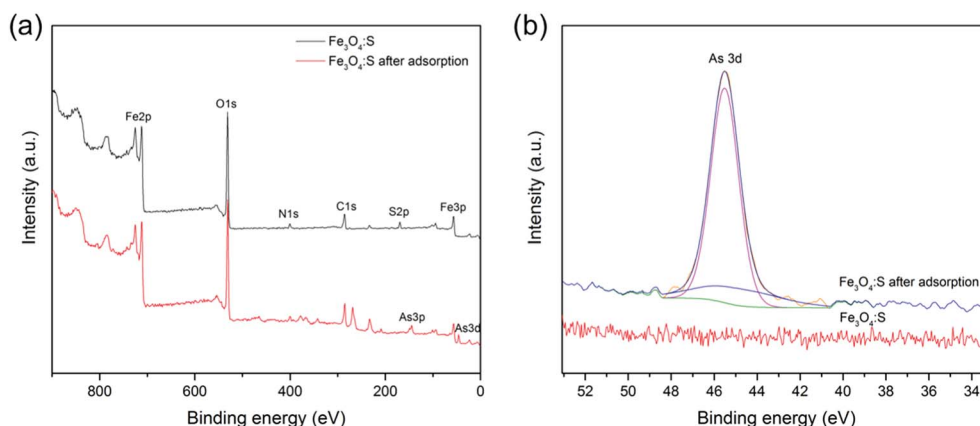 (a)
Fe₃O₄:S
Fe₃O₄:S after adsorption
O1s
Fe2p
N1s
C1s
S2p
Fe3p
As3p
As3d
Intensity (a.u.)
800 600 400 200 0
Binding energy (eV)
(b)
As 3d
Fe₃O₄:S after adsorption
Fe₃O₄:S
Intensity (a.u.)
52 50 48 46 44 42 40 38 36 34
Binding energy (eV)